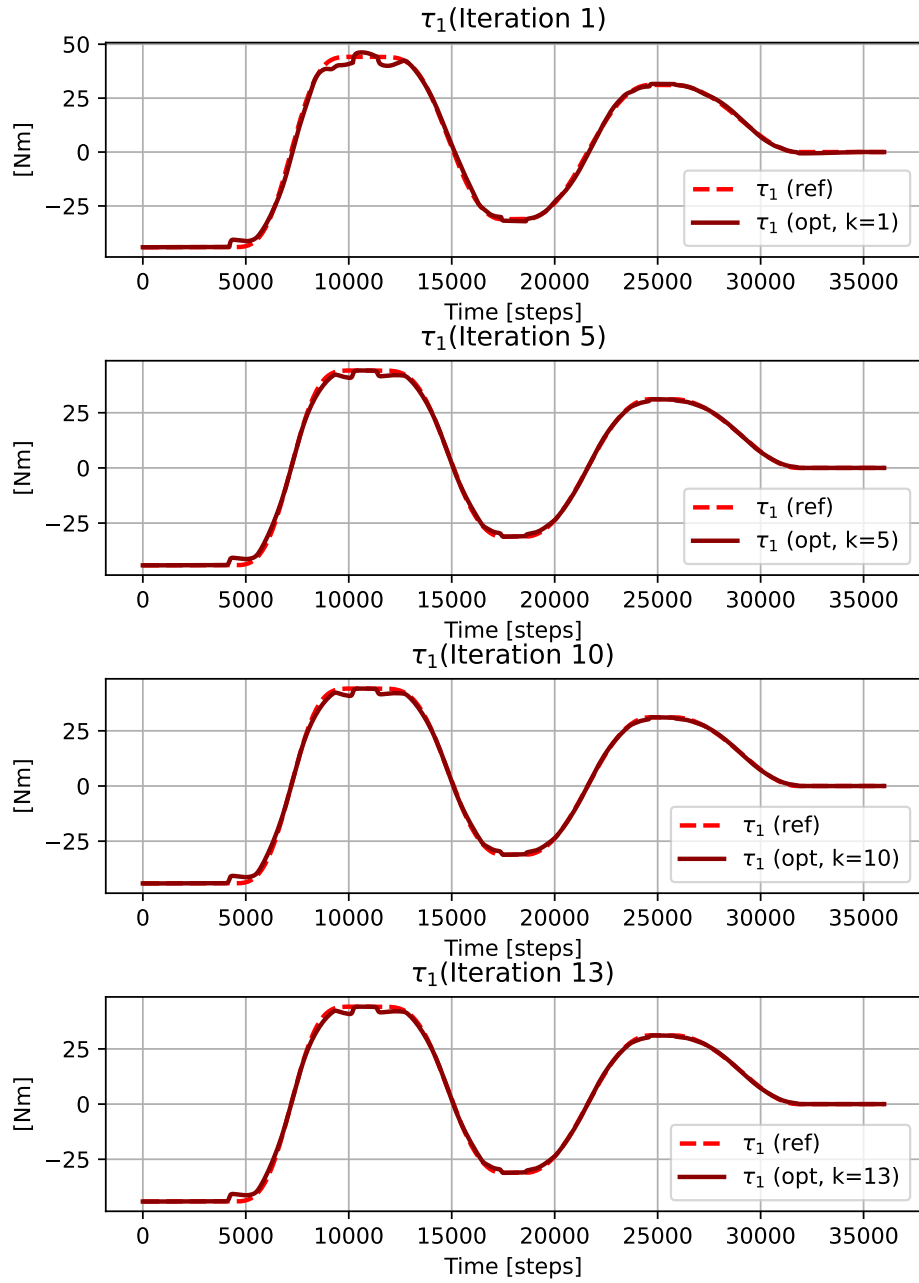 τ₁(Iteration 1)
[Nm]
50
25
0
−25
τ₁ (ref)
τ₁ (opt, k=1)
0 5000 10000 15000 20000 25000 30000 35000
Time [steps]
τ₁(Iteration 5)
[Nm]
25
0
−25
τ₁ (ref)
τ₁ (opt, k=5)
0 5000 10000 15000 20000 25000 30000 35000
Time [steps]
τ₁(Iteration 10)
[Nm]
25
0
−25
τ₁ (ref)
τ₁ (opt, k=10)
0 5000 10000 15000 20000 25000 30000 35000
Time [steps]
τ₁(Iteration 13)
[Nm]
25
0
−25
τ₁ (ref)
τ₁ (opt, k=13)
0 5000 10000 15000 20000 25000 30000 35000
Time [steps]